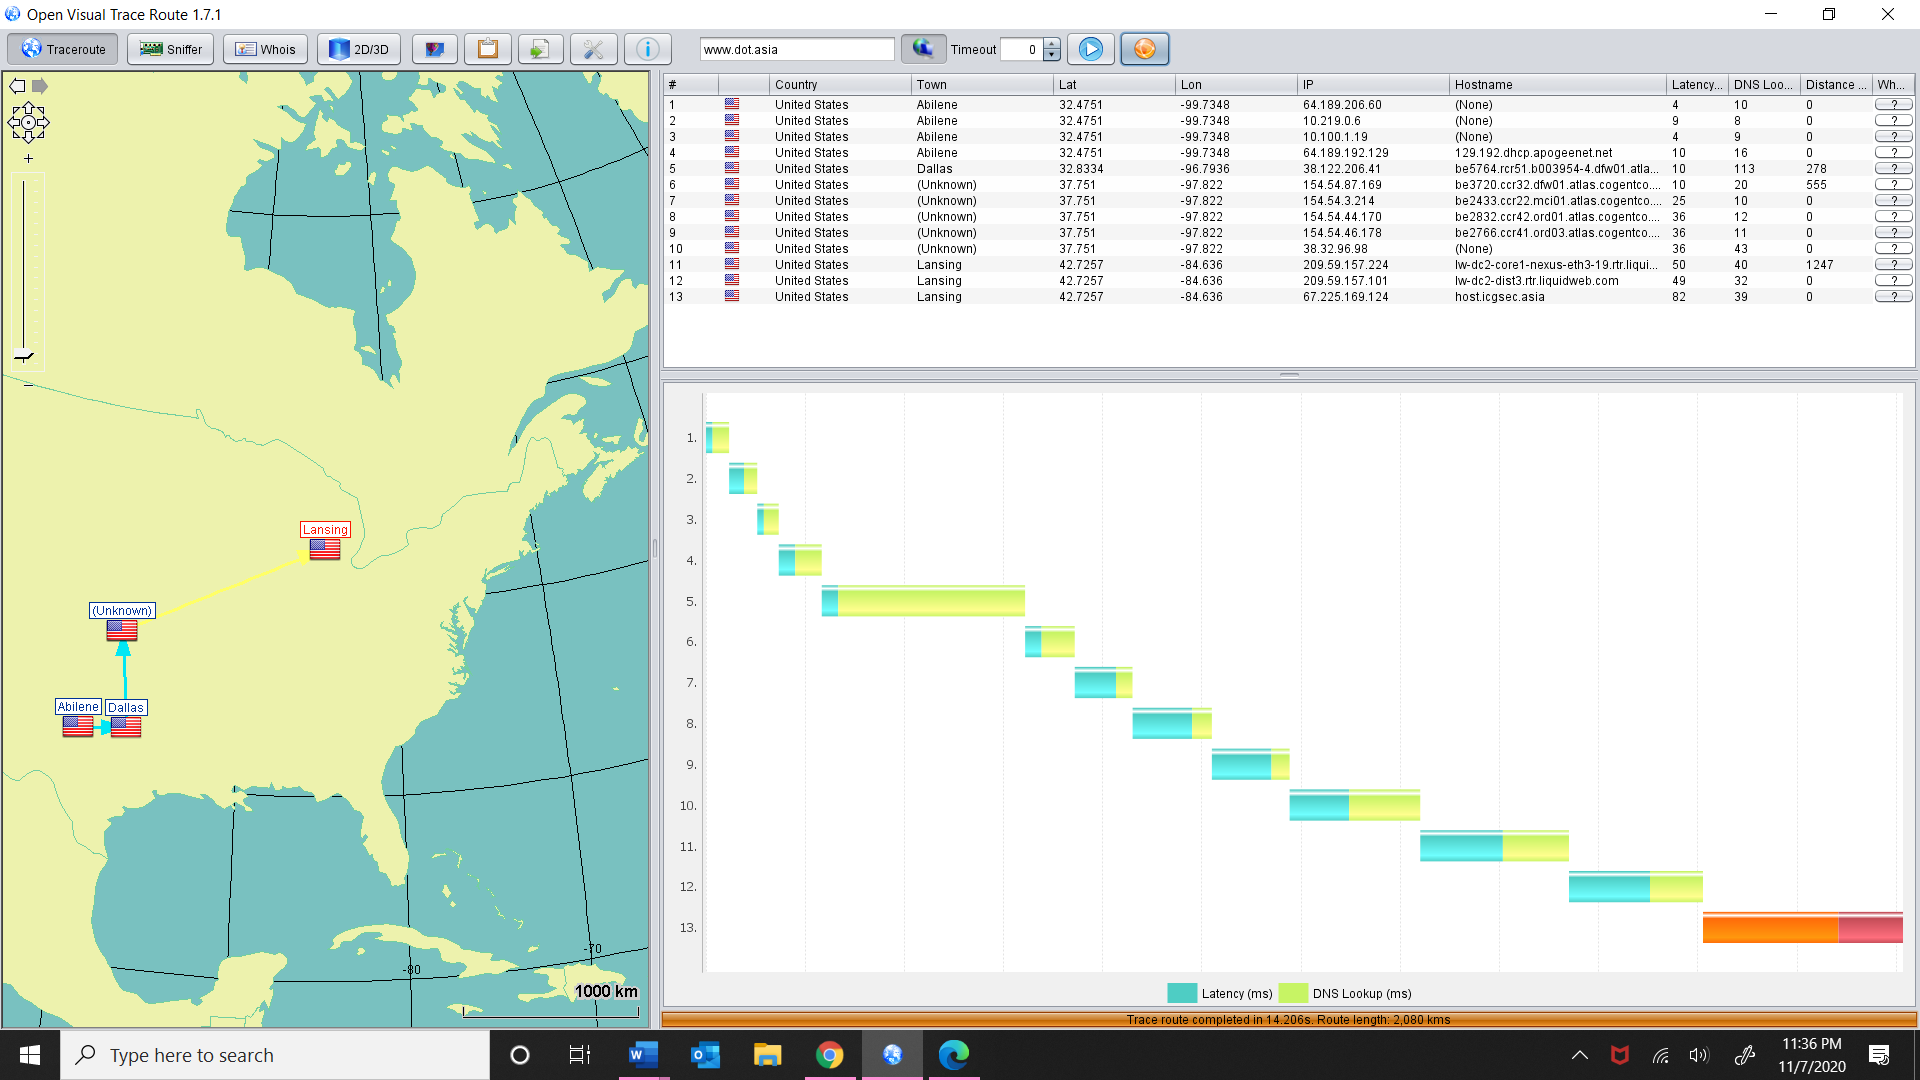 Open Visual Trace Route 1.7.1
Traceroute Sniffer Whois 2D/3D www.dot.asia Timeout 0
# Country Town Lat Lon IP Hostname Latency... DNS Loo... Distance ... Wh...
1 United States Abilene 32.4751 -99.7348 64.189.206.60 (None) 4 10 0 ?
2 United States Abilene 32.4751 -99.7348 10.219.0.6 (None) 9 8 0 ?
3 United States Abilene 32.4751 -99.7348 10.100.1.19 (None) 4 9 0 ?
4 United States Abilene 32.4751 -99.7348 64.189.192.129 129.192.dhcp.apogeenet.net 10 16 0 ?
5 United States Dallas 32.8334 -96.7936 38.122.206.41 be5764.rcr51.b003954-4.dfw01.atla... 10 113 278 ?
6 United States (Unknown) 37.751 -97.822 154.54.87.169 be3720.ccr32.dfw01.atlas.cogentco.... 10 20 555 ?
7 United States (Unknown) 37.751 -97.822 154.54.3.214 be2433.ccr22.mci01.atlas.cogentco.... 25 10 0 ?
8 United States (Unknown) 37.751 -97.822 154.54.44.170 be2832.ccr42.ord01.atlas.cogentco.... 36 12 0 ?
9 United States (Unknown) 37.751 -97.822 154.54.46.178 be2766.ccr41.ord03.atlas.cogentco.... 36 11 0 ?
10 United States (Unknown) 37.751 -97.822 38.32.96.98 (None) 36 43 0 ?
11 United States Lansing 42.7257 -84.636 209.59.157.224 lw-dc2-core1-nexus-eth3-19.rtr.liqui... 50 40 1247 ?
12 United States Lansing 42.7257 -84.636 209.59.157.101 lw-dc2-dist3.rtr.liquidweb.com 49 32 0 ?
13 United States Lansing 42.7257 -84.636 67.225.169.124 host.icgsec.asia 82 39 0 ?
+
−
Lansing
(Unknown)
Abilene Dallas
-70
-80
1000 km
1.
2.
3.
4.
5.
6.
7.
8.
9.
10.
11.
12.
13.
Latency (ms) DNS Lookup (ms)
Trace route completed in 14.206s. Route length: 2,080 kms
Type here to search
11:36 PM
11/7/2020